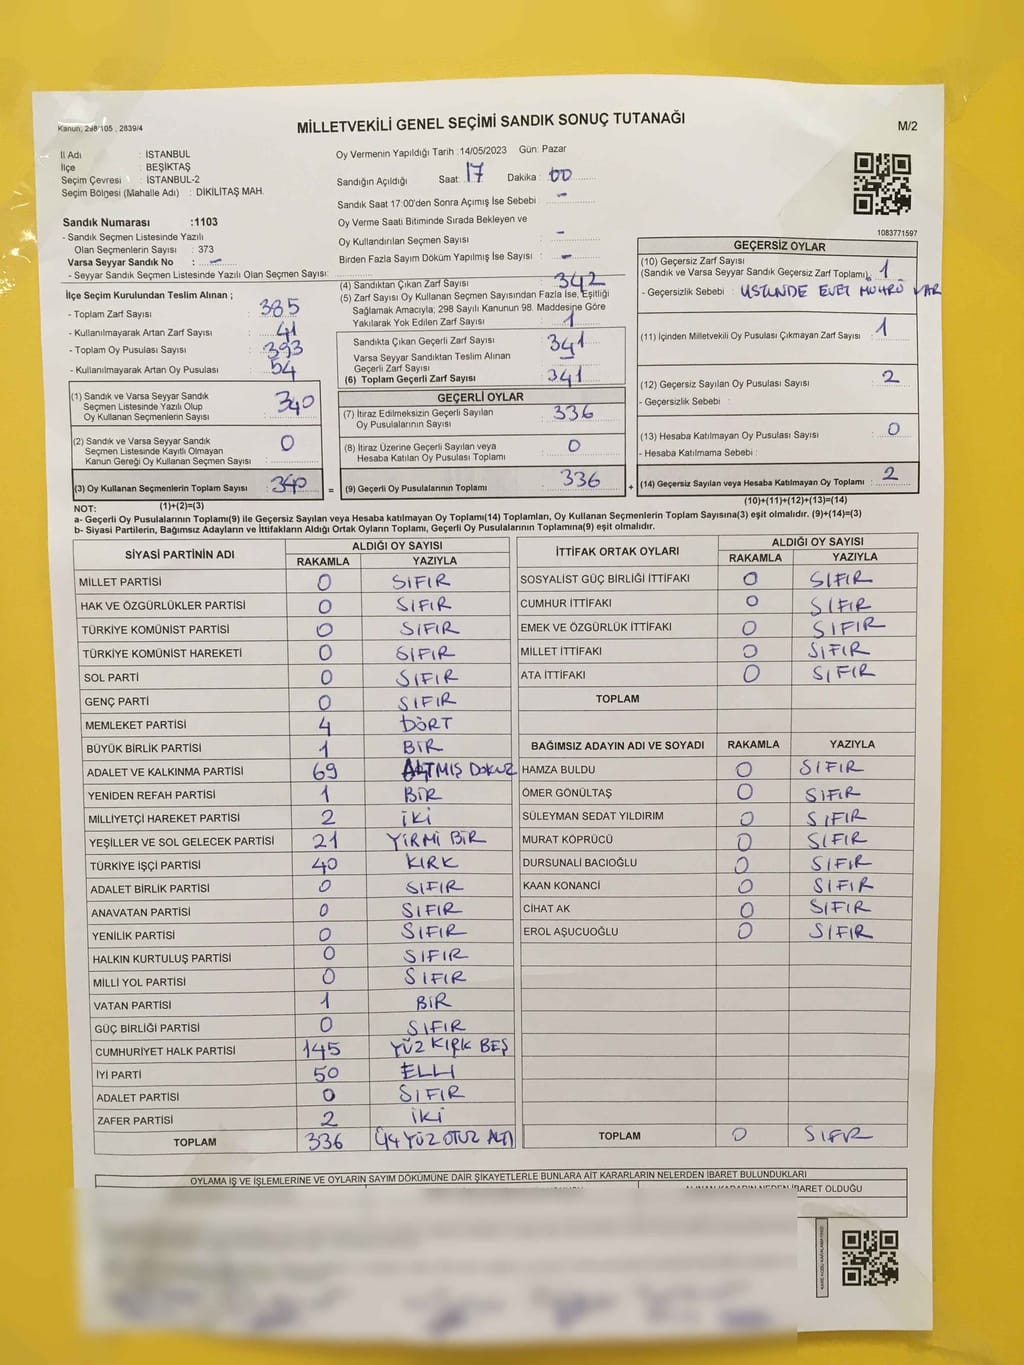 Kanun, 298/105 , 2839/4
MİLLETVEKİLİ GENEL SEÇİMİ SANDIK SONUÇ TUTANAĞI
M/2
İl Adı : İSTANBUL
İlçe : BEŞİKTAŞ
Seçim Çevresi : İSTANBUL-2
Seçim Bölgesi (Mahalle Adı) : DİKİLİTAŞ MAH.
Oy Vermenin Yapıldığı Tarih :14/05/2023 Gün: Pazar
Sandığın Açıldığı Saat: 17 Dakika : 00
Sandık Saat 17:00'den Sonra Açımış İse Sebebi : -
Oy Verme Saati Bitiminde Sırada Bekleyen ve
Oy Kullandırılan Seçmen Sayısı : -
Birden Fazla Sayım Döküm Yapılmış İse Sayısı : -
Sandık Numarası :1103
- Sandık Seçmen Listesinde Yazılı
Olan Seçmenlerin Sayısı : 373
Varsa Seyyar Sandık No : -
- Seyyar Sandık Seçmen Listesinde Yazılı Olan Seçmen Sayısı:
1083771597
İlçe Seçim Kurulundan Teslim Alınan ;
- Toplam Zarf Sayısı : 385
- Kullanılmayarak Artan Zarf Sayısı : 41
- Toplam Oy Pusulası Sayısı : 393
- Kullanılmayarak Artan Oy Pusulası : 54
(4) Sandıktan Çıkan Zarf Sayısı : 342
(5) Zarf Sayısı Oy Kullanan Seçmen Sayısından Fazla İse, Eşitliği
Sağlamak Amacıyla; 298 Sayılı Kanunun 98. Maddesine Göre
Yakılarak Yok Edilen Zarf Sayısı : 1
Sandıkta Çıkan Geçerli Zarf Sayısı : 341
Varsa Seyyar Sandıktan Teslim Alınan
Geçerli Zarf Sayısı : -
(6) Toplam Geçerli Zarf Sayısı : 341
GEÇERSİZ OYLAR
(10) Geçersiz Zarf Sayısı
(Sandık ve Varsa Seyyar Sandık Geçersiz Zarf Toplamı) : 1
- Geçersizlik Sebebi : ÜSTÜNDE EVET MÜHRÜ VAR
(11) İçinden Milletvekili Oy Pusulası Çıkmayan Zarf Sayısı : 1
(12) Geçersiz Sayılan Oy Pusulası Sayısı : 2
- Geçersizlik Sebebi :
(13) Hesaba Katılmayan Oy Pusulası Sayısı : 0
- Hesaba Katılmama Sebebi :
(14) Geçersiz Sayılan veya Hesaba Katılmayan Oy Toplamı : 2
(10)+(11)+(12)+(13)=(14)
(1) Sandık ve Varsa Seyyar Sandık
Seçmen Listesinde Yazılı Olup
Oy Kullanan Seçmenlerin Sayısı : 340
(2) Sandık ve Varsa Seyyar Sandık
Seçmen Listesinde Kayıtlı Olmayan
Kanun Gereği Oy Kullanan Seçmen Sayısı : 0
(3) Oy Kullanan Seçmenlerin Toplam Sayısı : 340
(1)+(2)=(3)
GEÇERLİ OYLAR
(7) İtiraz Edilmeksizin Geçerli Sayılan
Oy Pusulalarının Sayısı : 336
(8) İtiraz Üzerine Geçerli Sayılan veya
Hesaba Katılan Oy Pusulası Toplamı : 0
= (9) Geçerli Oy Pusulalarının Toplamı : 336 +
NOT:
a- Geçerli Oy Pusulalarının Toplamı(9) ile Geçersiz Sayılan veya Hesaba katılmayan Oy Toplamı(14) Toplamları, Oy Kullanan Seçmenlerin Toplam Sayısına(3) eşit olmalıdır. (9)+(14)=(3)
b- Siyasi Partilerin, Bağımsız Adayların ve İttifakların Aldığı Ortak Oyların Toplamı, Geçerli Oy Pusulalarının Toplamına(9) eşit olmalıdır.
SİYASİ PARTİNİN ADI ALDIĞI OY SAYISI
RAKAMLA YAZIYLA
MİLLET PARTİSİ 0 SIFIR
HAK VE ÖZGÜRLÜKLER PARTİSİ 0 SIFIR
TÜRKİYE KOMÜNİST PARTİSİ 0 SIFIR
TÜRKİYE KOMÜNİST HAREKETİ 0 SIFIR
SOL PARTİ 0 SIFIR
GENÇ PARTİ 0 SIFIR
MEMLEKET PARTİSİ 4 DÖRT
BÜYÜK BİRLİK PARTİSİ 1 BİR
ADALET VE KALKINMA PARTİSİ 69 ALTMIŞ DOKUZ
YENİDEN REFAH PARTİSİ 1 BİR
MİLLİYETÇİ HAREKET PARTİSİ 2 İKİ
YEŞİLLER VE SOL GELECEK PARTİSİ 21 YİRMİ BİR
TÜRKİYE İŞÇİ PARTİSİ 40 KIRK
ADALET BİRLİK PARTİSİ 0 SIFIR
ANAVATAN PARTİSİ 0 SIFIR
YENİLİK PARTİSİ 0 SIFIR
HALKIN KURTULUŞ PARTİSİ 0 SIFIR
MİLLİ YOL PARTİSİ 0 SIFIR
VATAN PARTİSİ 1 BİR
GÜÇ BİRLİĞİ PARTİSİ 0 SIFIR
CUMHURİYET HALK PARTİSİ 145 YÜZ KIRK BEŞ
İYİ PARTİ 50 ELLİ
ADALET PARTİSİ 0 SIFIR
ZAFER PARTİSİ 2 İKİ
TOPLAM 336 ÜÇ YÜZ OTUZ ALTI
İTTİFAK ORTAK OYLARI ALDIĞI OY SAYISI
RAKAMLA YAZIYLA
SOSYALİST GÜÇ BİRLİĞİ İTTİFAKI 0 SIFIR
CUMHUR İTTİFAKI 0 SIFIR
EMEK VE ÖZGÜRLÜK İTTİFAKI 0 SIFIR
MİLLET İTTİFAKI 0 SIFIR
ATA İTTİFAKI 0 SIFIR
TOPLAM
BAĞIMSIZ ADAYIN ADI VE SOYADI RAKAMLA YAZIYLA
HAMZA BULDU 0 SIFIR
ÖMER GÖNÜLTAŞ 0 SIFIR
SÜLEYMAN SEDAT YILDIRIM 0 SIFIR
MURAT KÖPRÜCÜ 0 SIFIR
DURSUNALİ BACIOĞLU 0 SIFIR
KAAN KONANCİ 0 SIFIR
CİHAT AK 0 SIFIR
EROL AŞUCUOĞLU 0 SIFIR
TOPLAM 0 SIFIR
OYLAMA İŞ VE İŞLEMLERİNE VE OYLARIN SAYIM DÖKÜMÜNE DAİR ŞİKAYETLERLE BUNLARA AİT KARARLARIN NELERDEN İBARET BULUNDUKLARI
ALINAN KARARIN NEDEN İBARET OLDUĞU